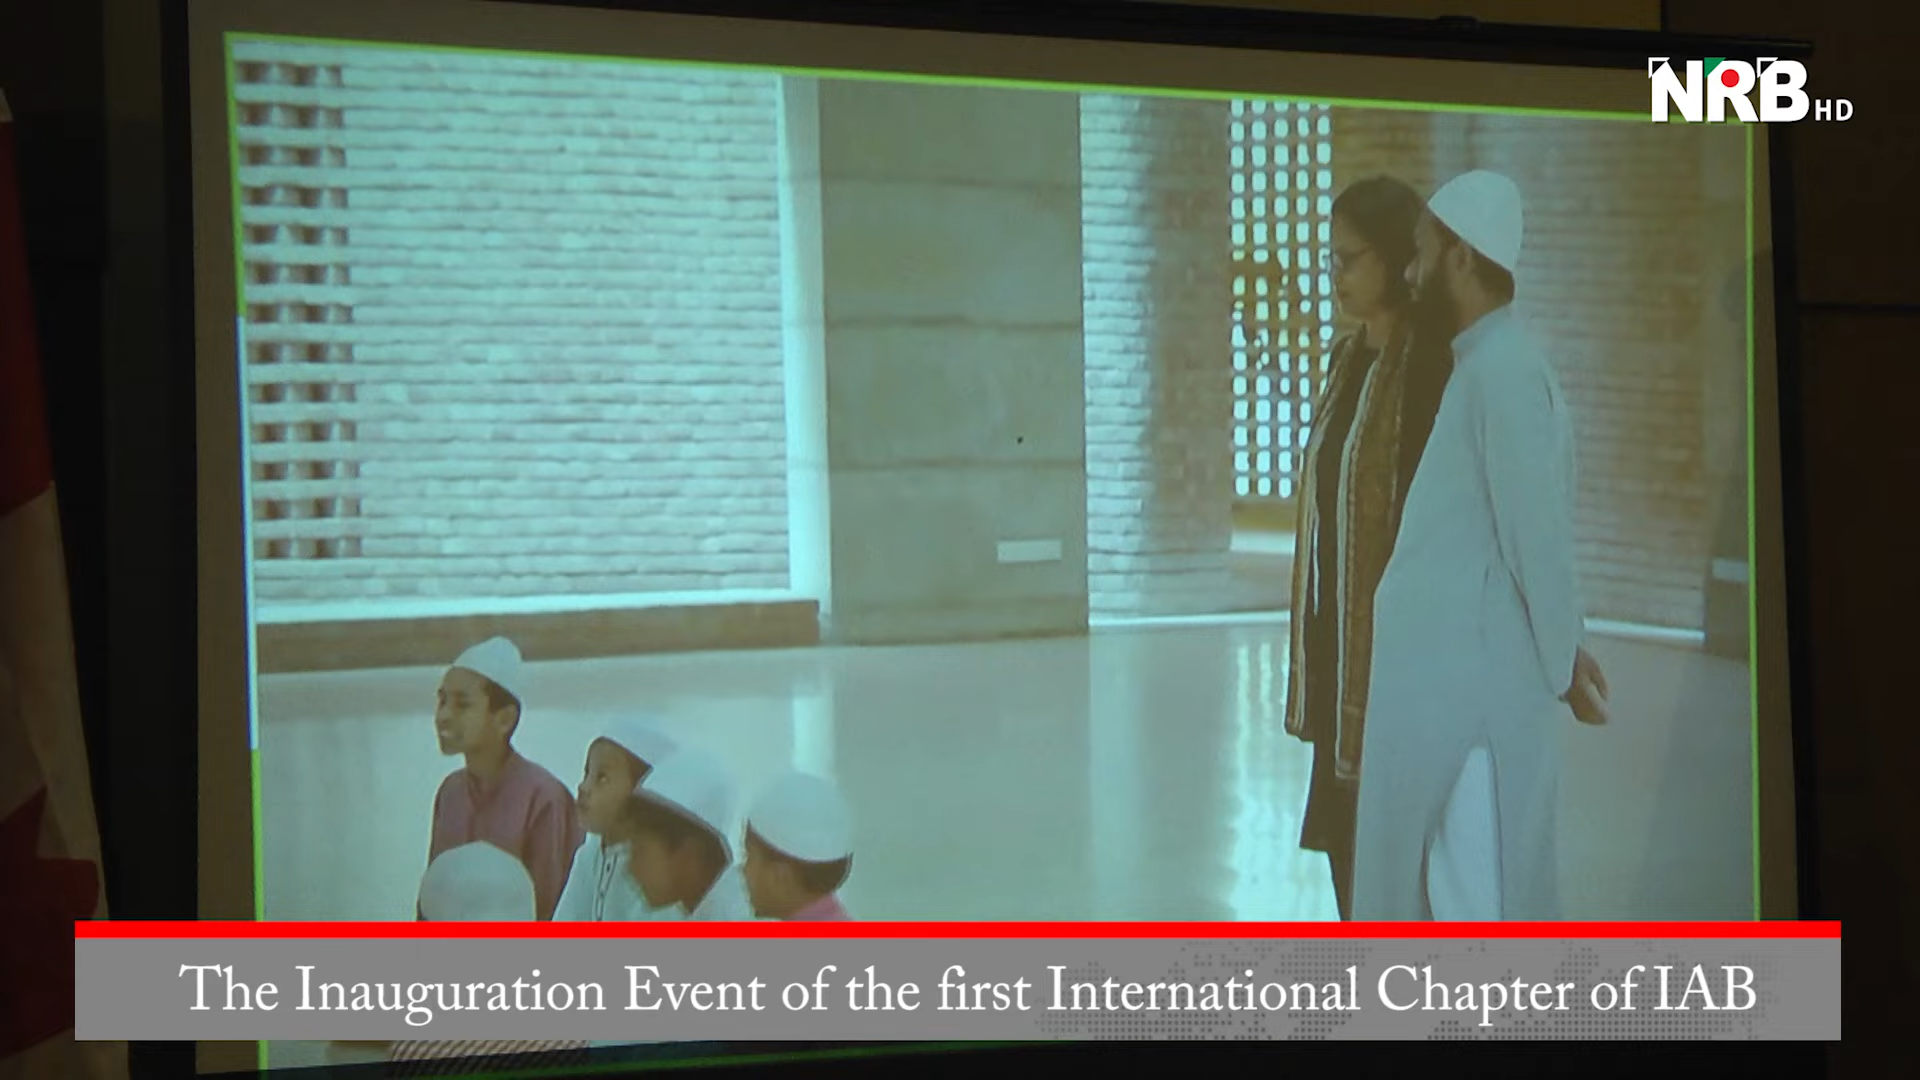 NRB HD
The Inauguration Event of the first International Chapter of IAB